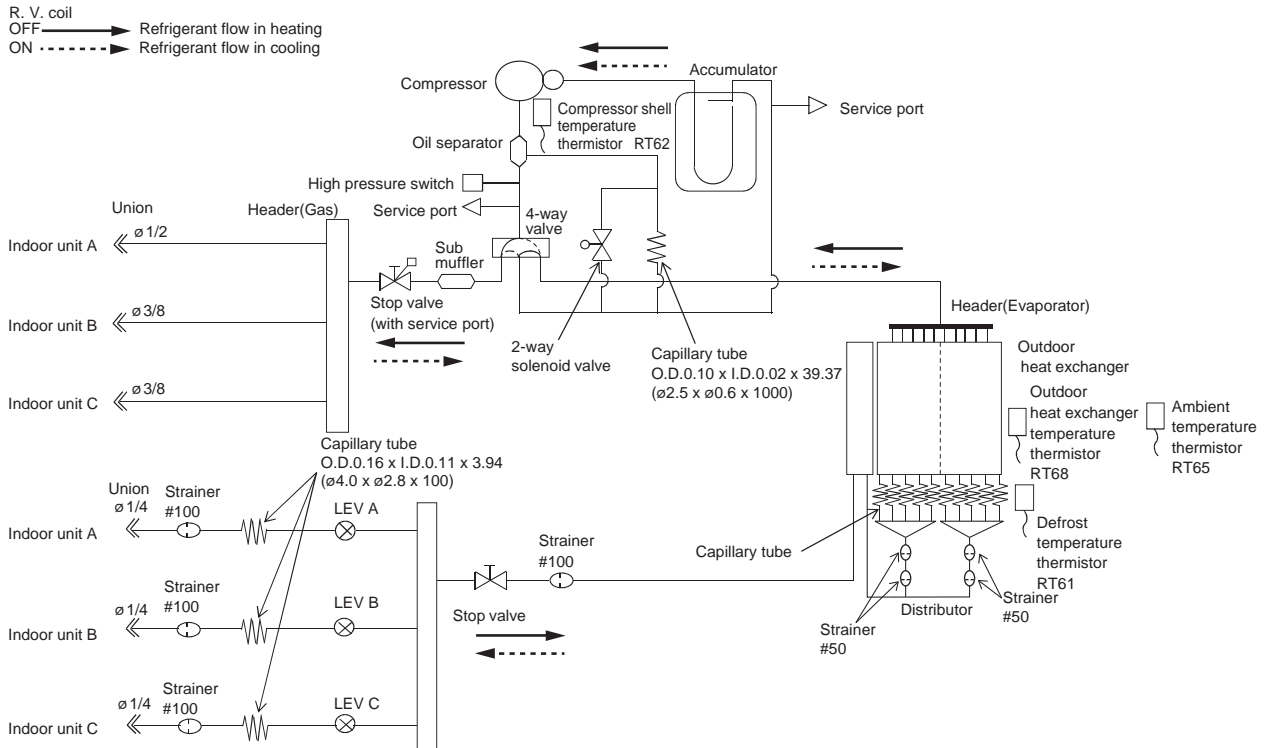 R. V. coil
OFF Refrigerant flow in heating
ON Refrigerant flow in cooling
Compressor
Accumulator
Service port
Compressor shell
temperature
thermistor RT62
Oil separator
High pressure switch
Service port
4-way
valve
Union
Header(Gas)
Indoor unit A
ø1/2
Sub
muffler
Stop valve
(with service port)
Indoor unit B
ø3/8
2-way
solenoid valve
Capillary tube
O.D.0.10 x I.D.0.02 x 39.37
(ø2.5 x ø0.6 x 1000)
Header(Evaporator)
Outdoor
heat exchanger
Indoor unit C
ø3/8
Outdoor
heat exchanger
temperature
thermistor
RT68
Ambient
temperature
thermistor
RT65
Capillary tube
O.D.0.16 x I.D.0.11 x 3.94
(ø4.0 x ø2.8 x 100)
Union
ø1/4
Strainer
#100
LEV A
Indoor unit A
Strainer
#100
Capillary tube
Defrost
temperature
thermistor
RT61
Strainer
#100
ø1/4
LEV B
Indoor unit B
Stop valve
Distributor
Strainer
#50
Strainer
#50
Strainer
#100
ø1/4
LEV C
Indoor unit C